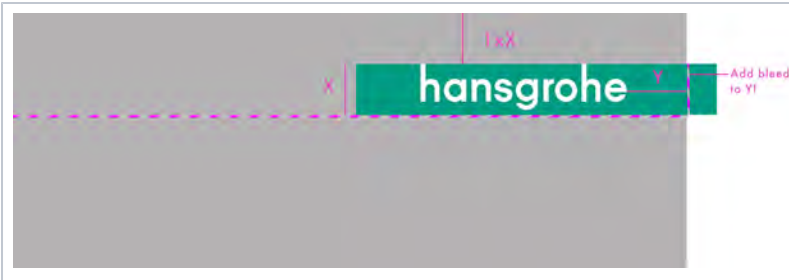 1xX
X
hansgrohe
Y
Add bleed
to Y!